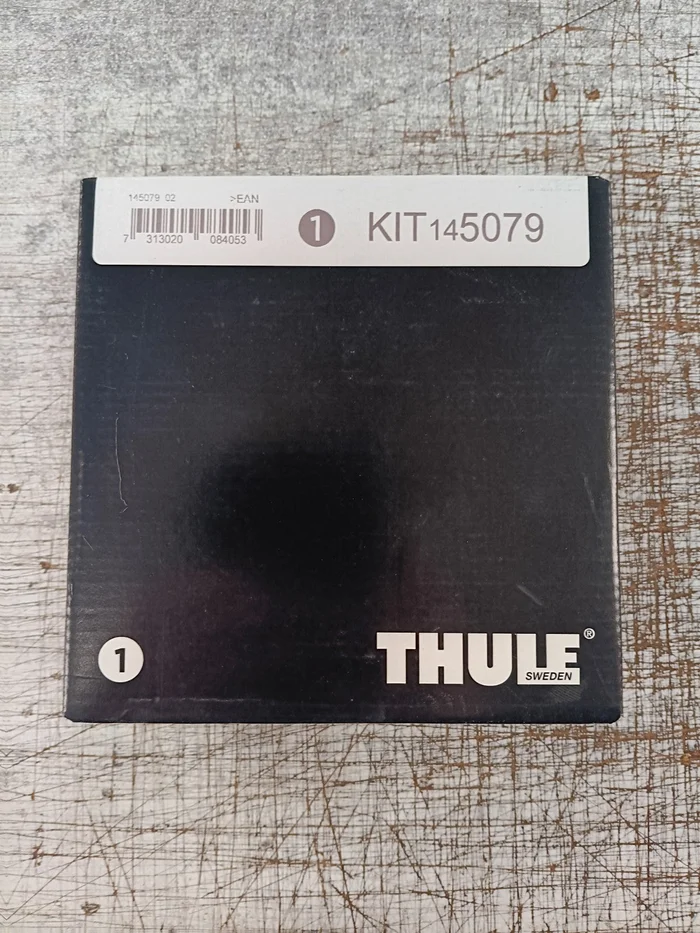 145079 02 >EAN
7 313020 084053
1 KIT145079
1
THULE®
SWEDEN